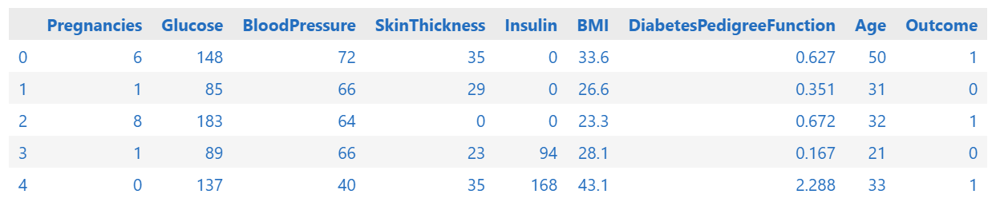 Pregnancies Glucose BloodPressure SkinThickness Insulin BMI DiabetesPedigreeFunction Age Outcome
0 6 148 72 35 0 33.6 0.627 50 1
1 1 85 66 29 0 26.6 0.351 31 0
2 8 183 64 0 0 23.3 0.672 32 1
3 1 89 66 23 94 28.1 0.167 21 0
4 0 137 40 35 168 43.1 2.288 33 1